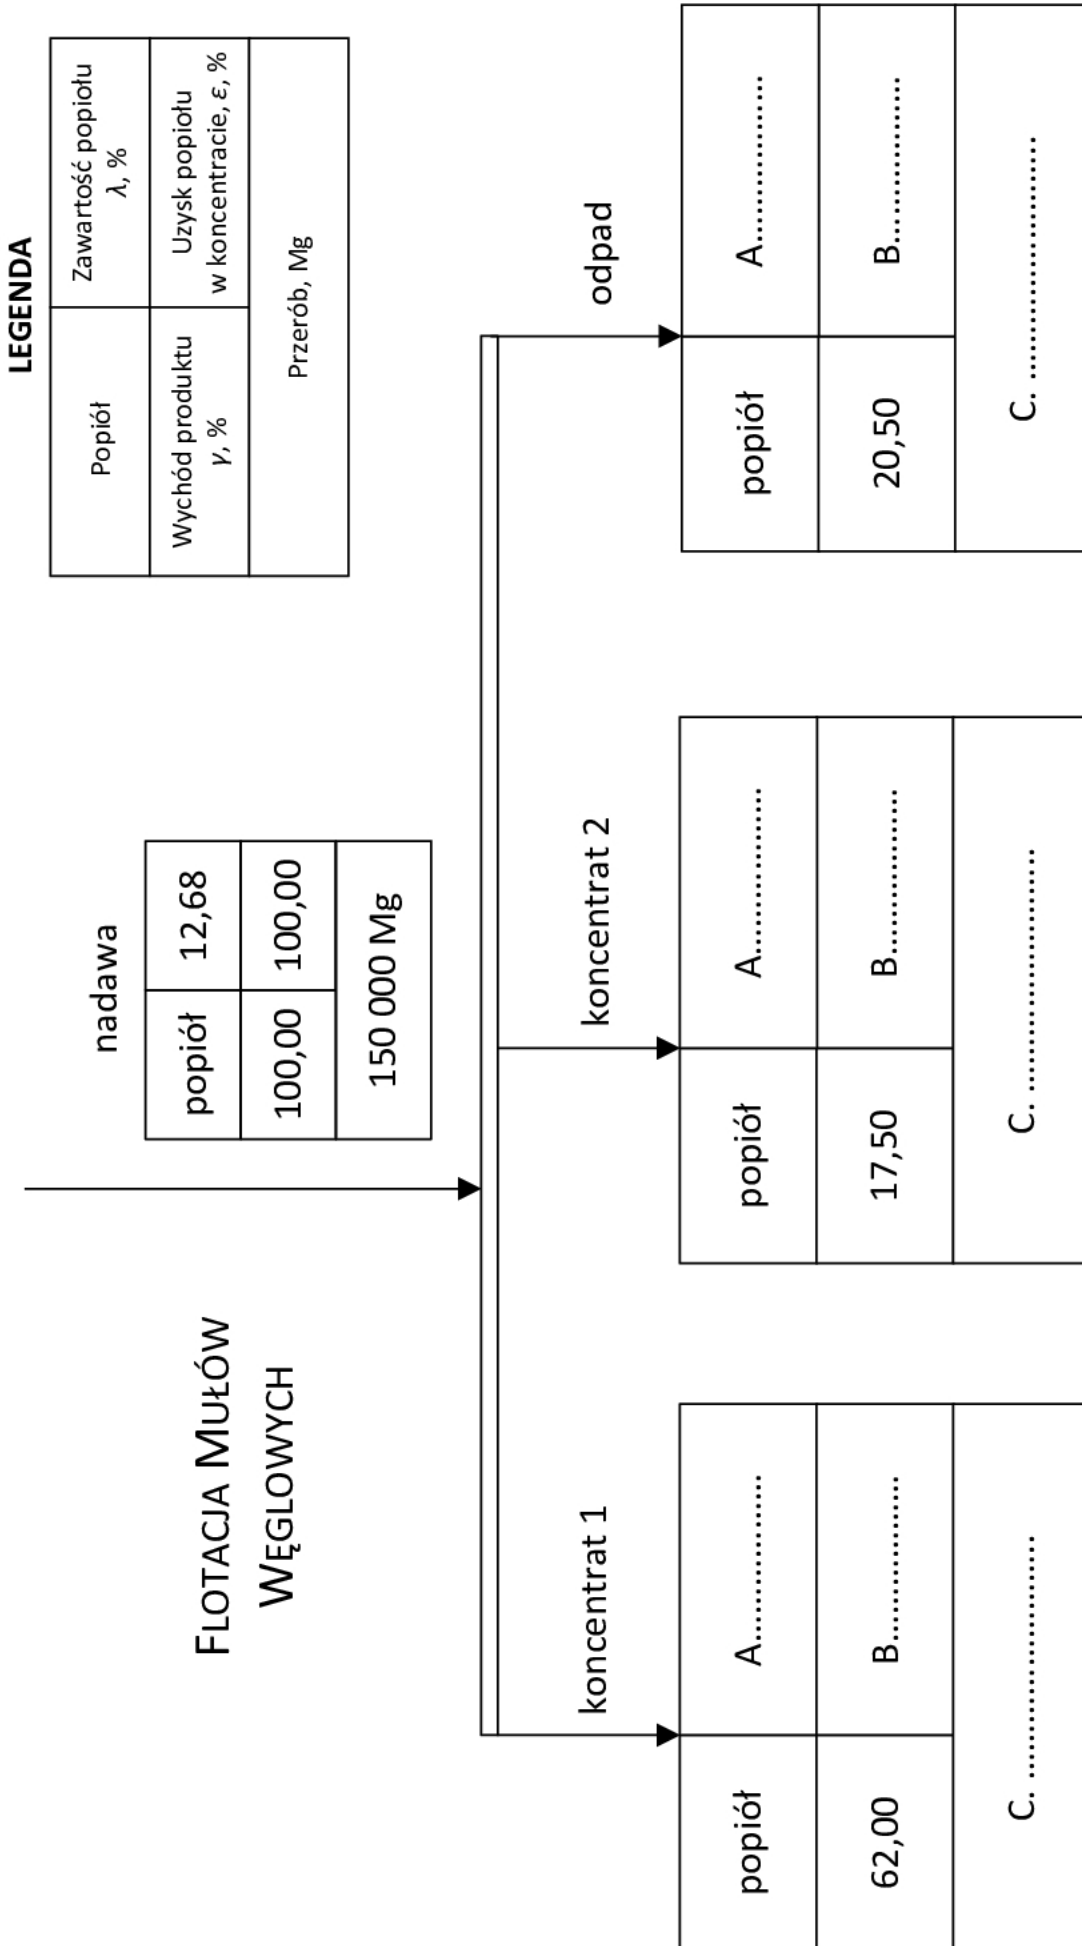 FLOTACJA MUŁÓW
WĘGLOWYCH
nadawa
popiół 12,68
100,00 100,00
150 000 Mg
LEGENDA
Popiół
Zawartość popiołu
λ, %
Wychód produktu
γ, %
Uzysk popiołu
w koncentracie, ε, %
Przerób, Mg
koncentrat 1
popiół A...................
62,00 B...................
C. .........................
koncentrat 2
popiół A...................
17,50 B...................
C. .........................
odpad
popiół A...................
20,50 B...................
C. .........................